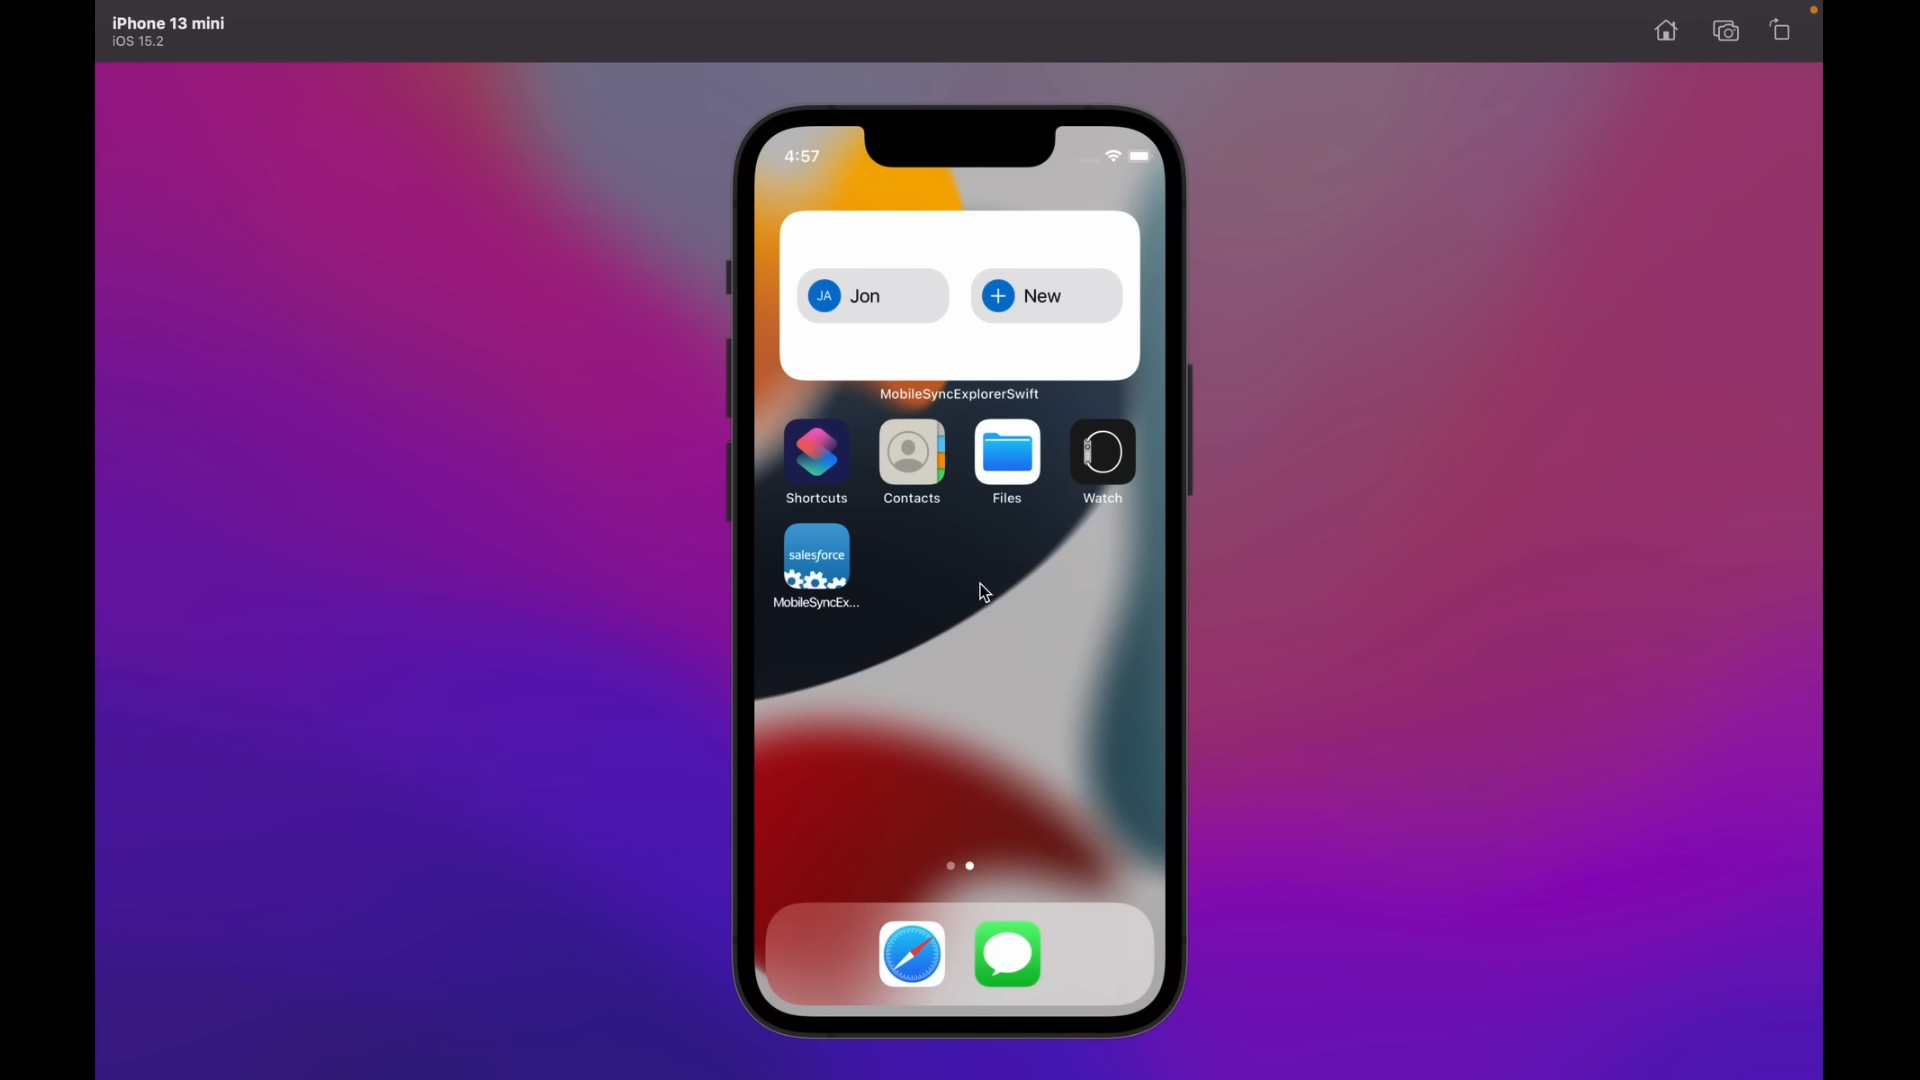 iPhone 13 mini
iOS 15.2
4:57
JA Jon
New
MobileSyncExplorerSwift
Shortcuts Contacts Files Watch
salesforce
MobileSyncEx...